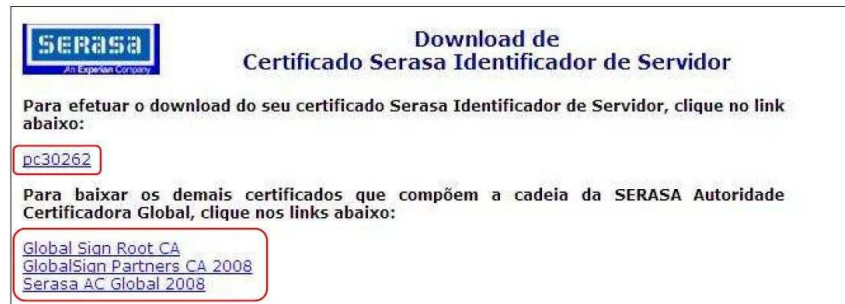 SERASA
An Experian Company
Download de
Certificado Serasa Identificador de Servidor
Para efetuar o download do seu certificado Serasa Identificador de Servidor, clique no link
abaixo:
pc30262
Para baixar os demais certificados que compõem a cadeia da SERASA Autoridade
Certificadora Global, clique nos links abaixo:
Global Sign Root CA
GlobalSign Partners CA 2008
Serasa AC Global 2008